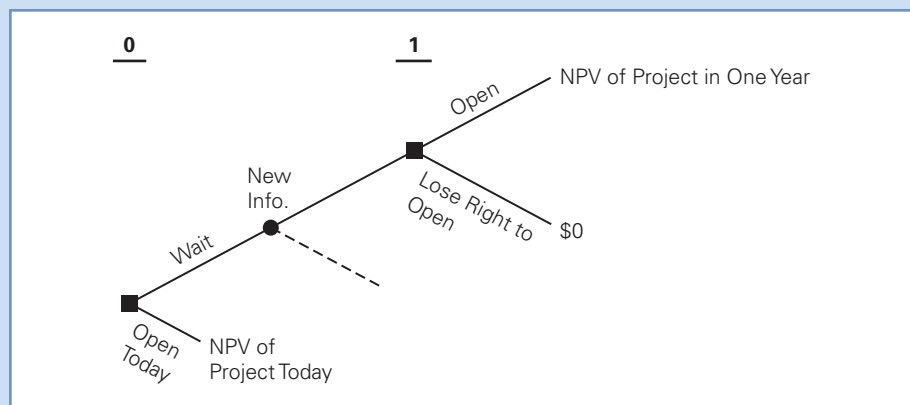 0
1
NPV of Project in One Year
Open
New
Info.
Lose Right to
Open
$0
Wait
Open
Today
NPV of
Project Today